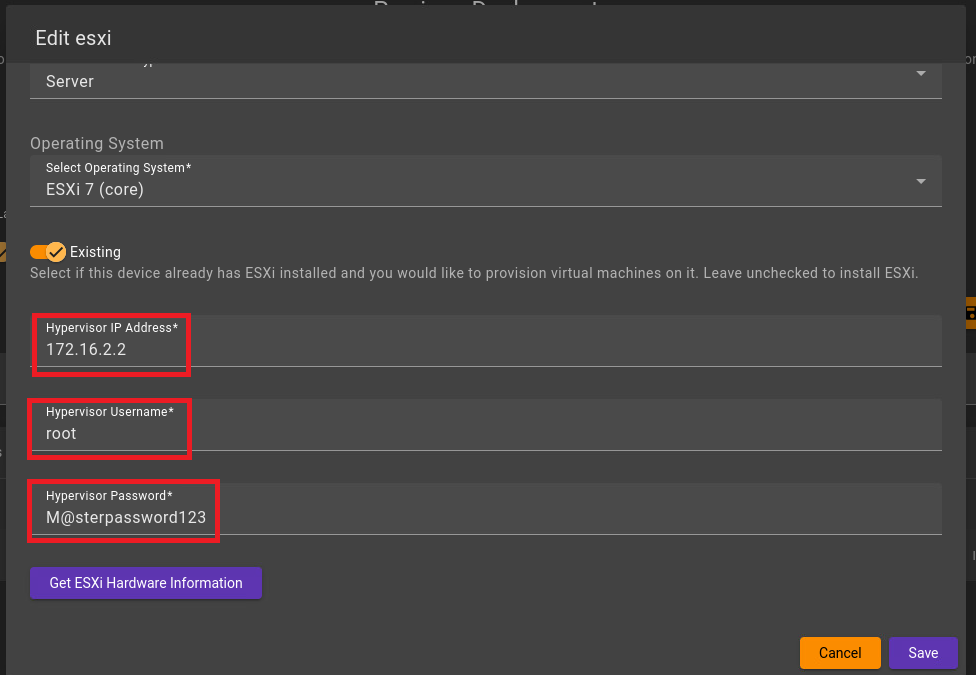 Edit esxi
Server
Operating System
Select Operating System*
ESXi 7 (core)
Existing
Select if this device already has ESXi installed and you would like to provision virtual machines on it. Leave unchecked to install ESXi.
Hypervisor IP Address*
172.16.2.2
Hypervisor Username*
root
Hypervisor Password*
M@sterpassword123
Get ESXi Hardware Information
Cancel
Save